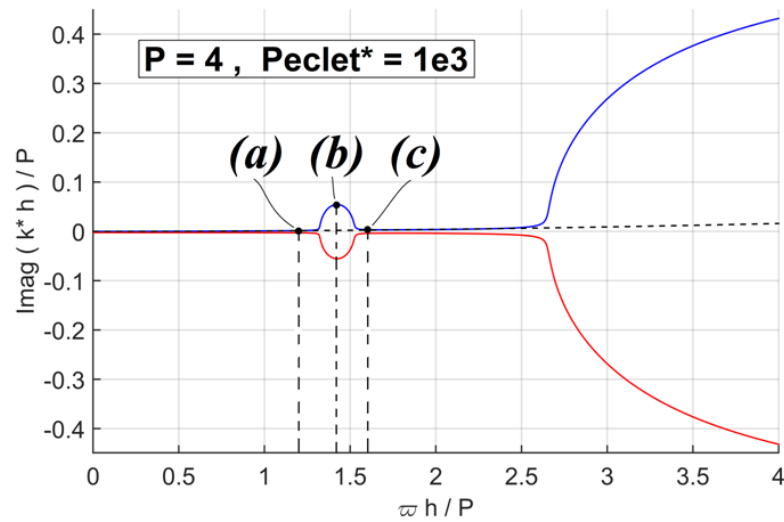 P = 4 , Peclet* = 1e3
(a) (b) (c)
Imag ( k* h ) / P
0.4
0.3
0.2
0.1
0
-0.1
-0.2
-0.3
-0.4
0 0.5 1 1.5 2 2.5 3 3.5 4
ϖ h / P